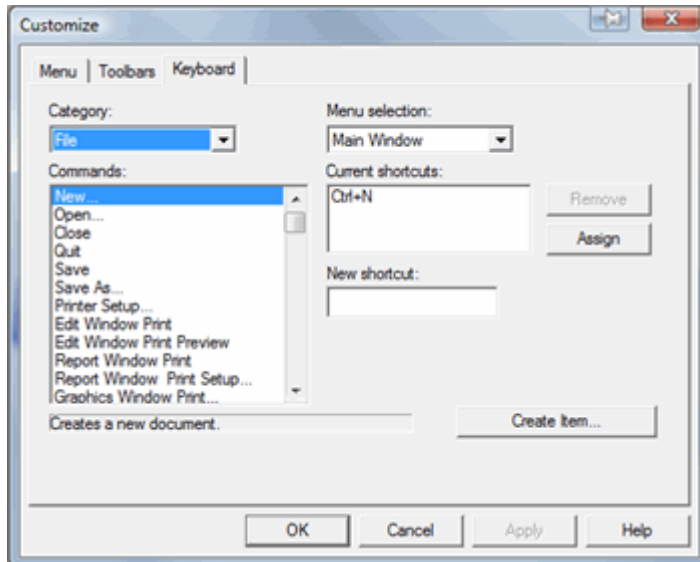 Customize
Menu
Toolbars
Keyboard
Category:
File
Menu selection:
Main Window
Commands:
New...
Open...
Close
Quit
Save
Save As...
Printer Setup...
Edit Window Print
Edit Window Print Preview
Report Window Print
Report Window Print Setup...
Graphics Window Print...
Current shortcuts:
Ctrl+N
Remove
Assign
New shortcut:
Creates a new document.
Create Item...
OK
Cancel
Apply
Help